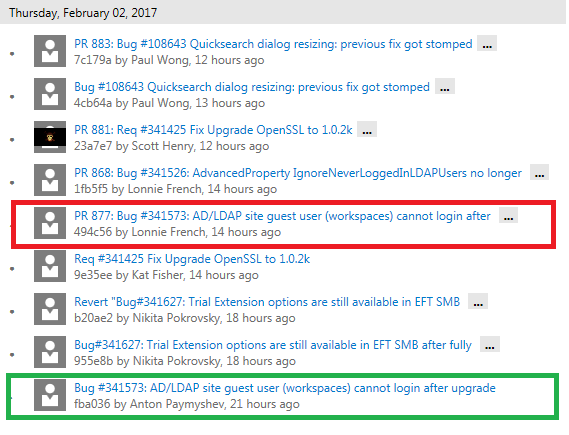 Thursday, February 02, 2017
PR 883: Bug #108643 Quicksearch dialog resizing: previous fix got stomped ...
7c179a by Paul Wong, 12 hours ago
Bug #108643 Quicksearch dialog resizing: previous fix got stomped ...
4cb64a by Paul Wong, 13 hours ago
PR 881: Req #341425 Fix Upgrade OpenSSL to 1.0.2k ...
23a7e7 by Scott Henry, 12 hours ago
PR 868: Bug #341526: AdvancedProperty IgnoreNeverLoggedInLDAPUsers no longer ...
1fb5f5 by Lonnie French, 14 hours ago
PR 877: Bug #341573: AD/LDAP site guest user (workspaces) cannot login after ...
494c56 by Lonnie French, 14 hours ago
Req #341425 Fix Upgrade OpenSSL to 1.0.2k
9e35ee by Kat Fisher, 14 hours ago
Revert "Bug#341627: Trial Extension options are still available in EFT SMB ...
b20ae2 by Nikita Pokrovsky, 18 hours ago
Bug#341627: Trial Extension options are still available in EFT SMB after fully ...
955e8b by Nikita Pokrovsky, 18 hours ago
Bug #341573: AD/LDAP site guest user (workspaces) cannot login after upgrade
fba036 by Anton Paymyshev, 21 hours ago